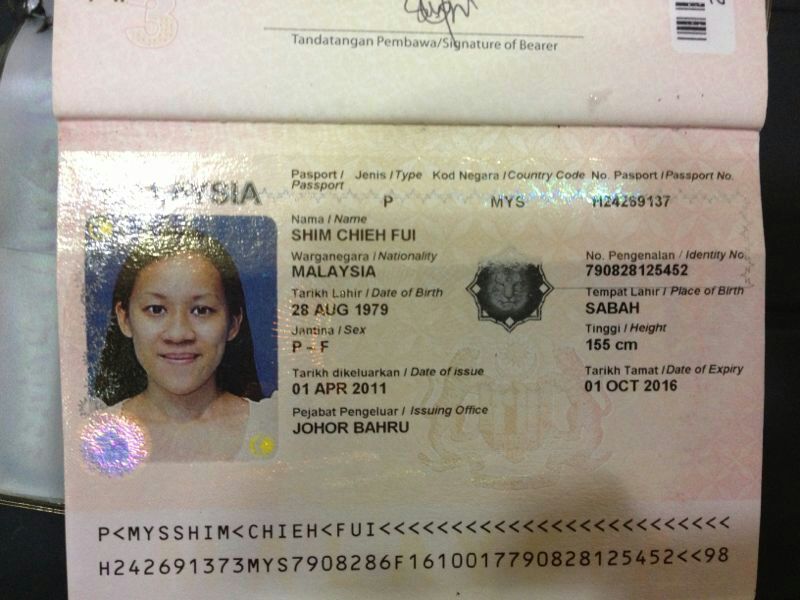 Tandatangan Pembawa/Signature of Bearer
Pasport / Passport Jenis / Type Kod Negara / Country Code No. Pasport / Passport No.
P MYS H24269137
Nama / Name
SHIM CHIEH FUI
Warganegara / Nationality No. Pengenalan / Identity No
MALAYSIA 790828125452
Tarikh Lahir / Date of Birth Tempat Lahir / Place of Birth
28 AUG 1979 SABAH
Jantina / Sex Tinggi / Height
P - F 155 cm
Tarikh dikeluarkan / Date of issue Tarikh Tamat / Date of Expiry
01 APR 2011 01 OCT 2016
Pejabat Pengeluar / Issuing Office
JOHOR BAHRU
P<MYSSHIM<CHIEH<FUI<<<<<<<<<<<<<<<<<<<<<<<<<
H242691373MYS7908286F1610017790828125452<<98